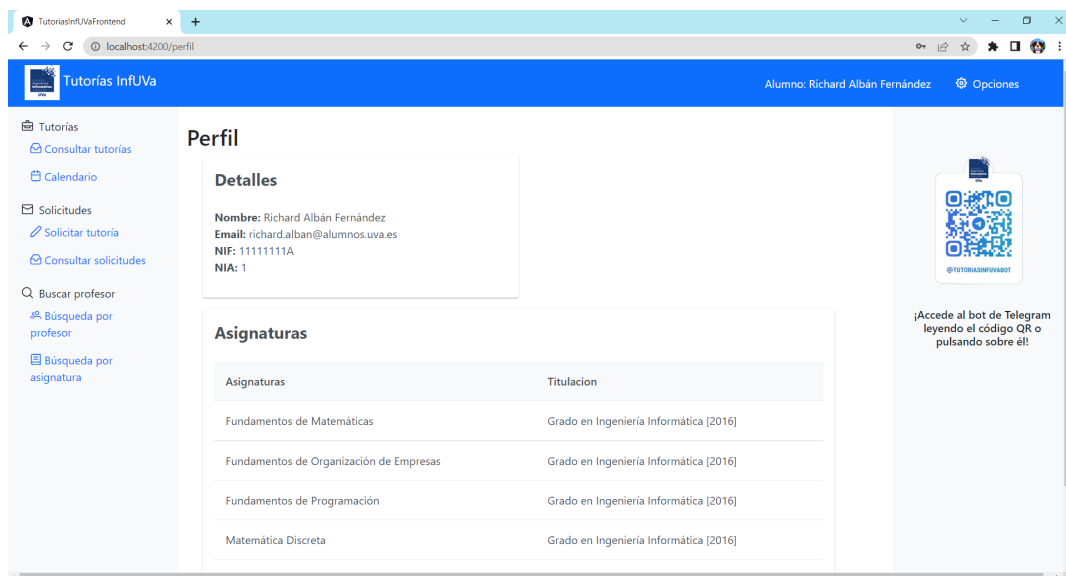 TutoriasInfUVaFrontend
localhost:4200/perfil
Tutorías InfUVa
Alumno: Richard Albán Fernández
Opciones
Tutorías
Consultar tutorías
Calendario
Solicitudes
Solicitar tutoría
Consultar solicitudes
Buscar profesor
Búsqueda por
profesor
Búsqueda por
asignatura
Perfil
Detalles
Nombre: Richard Albán Fernández
Email: richard.alban@alumnos.uva.es
NIF: 11111111A
NIA: 1
Asignaturas
Asignaturas Titulacion
Fundamentos de Matemáticas Grado en Ingeniería Informática [2016]
Fundamentos de Organización de Empresas Grado en Ingeniería Informática [2016]
Fundamentos de Programación Grado en Ingeniería Informática [2016]
Matemática Discreta Grado en Ingeniería Informática [2016]
@TUTORIASINFUVABOT
¡Accede al bot de Telegram
leyendo el código QR o
pulsando sobre él!